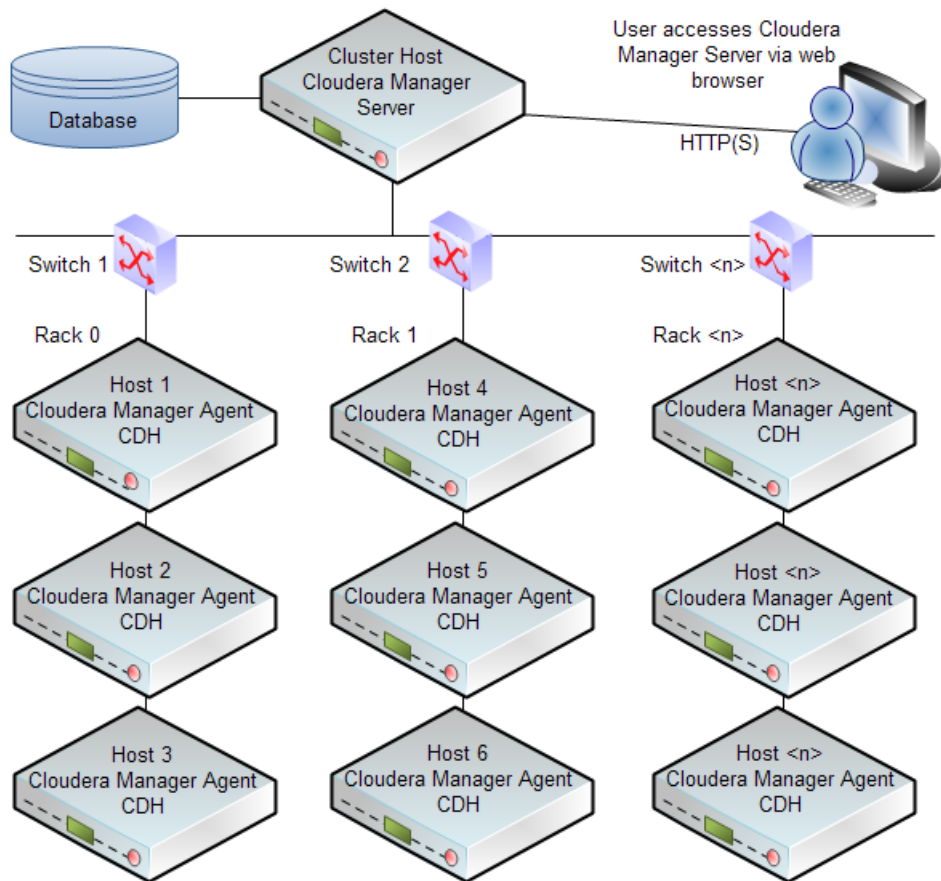 User accesses Cloudera
Manager Server via web
browser
Cluster Host
Cloudera Manager
Server
Database
HTTP(S)
Switch 1
Switch 2
Switch <n>
Rack 0
Rack 1
Rack <n>
Host 1
Cloudera Manager Agent
CDH
Host 4
Cloudera Manager Agent
CDH
Host <n>
Cloudera Manager Agent
CDH
Host 2
Cloudera Manager Agent
CDH
Host 5
Cloudera Manager Agent
CDH
Host <n>
Cloudera Manager Agent
CDH
Host 3
Cloudera Manager Agent
CDH
Host 6
Cloudera Manager Agent
CDH
Host <n>
Cloudera Manager Agent
CDH